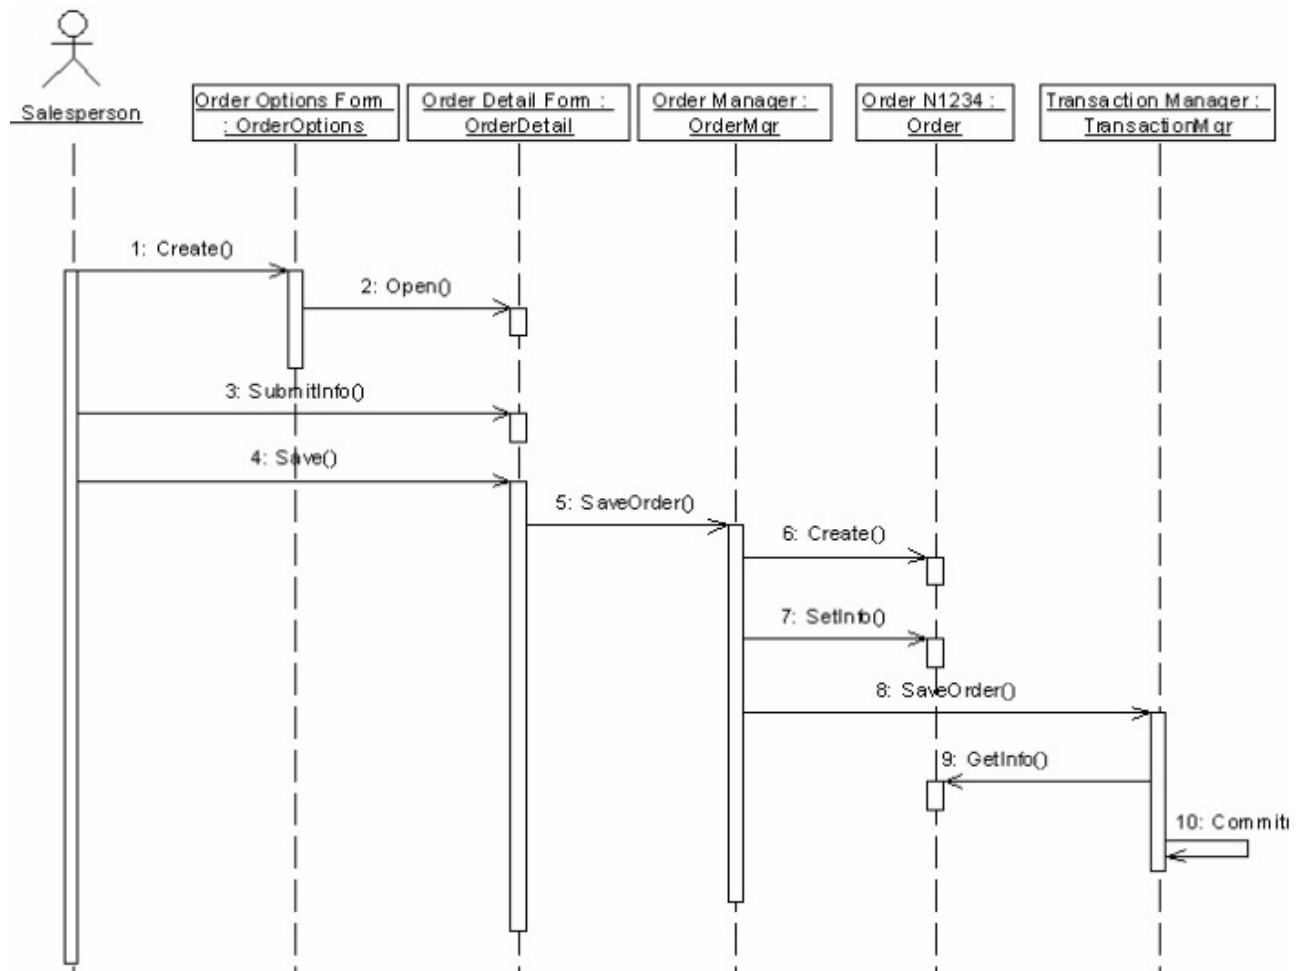 Salesperson
Order Options Form
: OrderOptions
Order Detail Form :
OrderDetail
Order Manager :
OrderMgr
Order N1234 :
Order
Transaction Manager :
TransactionMgr
1: Create()
2: Open()
3: SubmitInfo()
4: Save()
5: SaveOrder()
6: Create()
7: SetInfo()
8: SaveOrder()
9: GetInfo()
10: